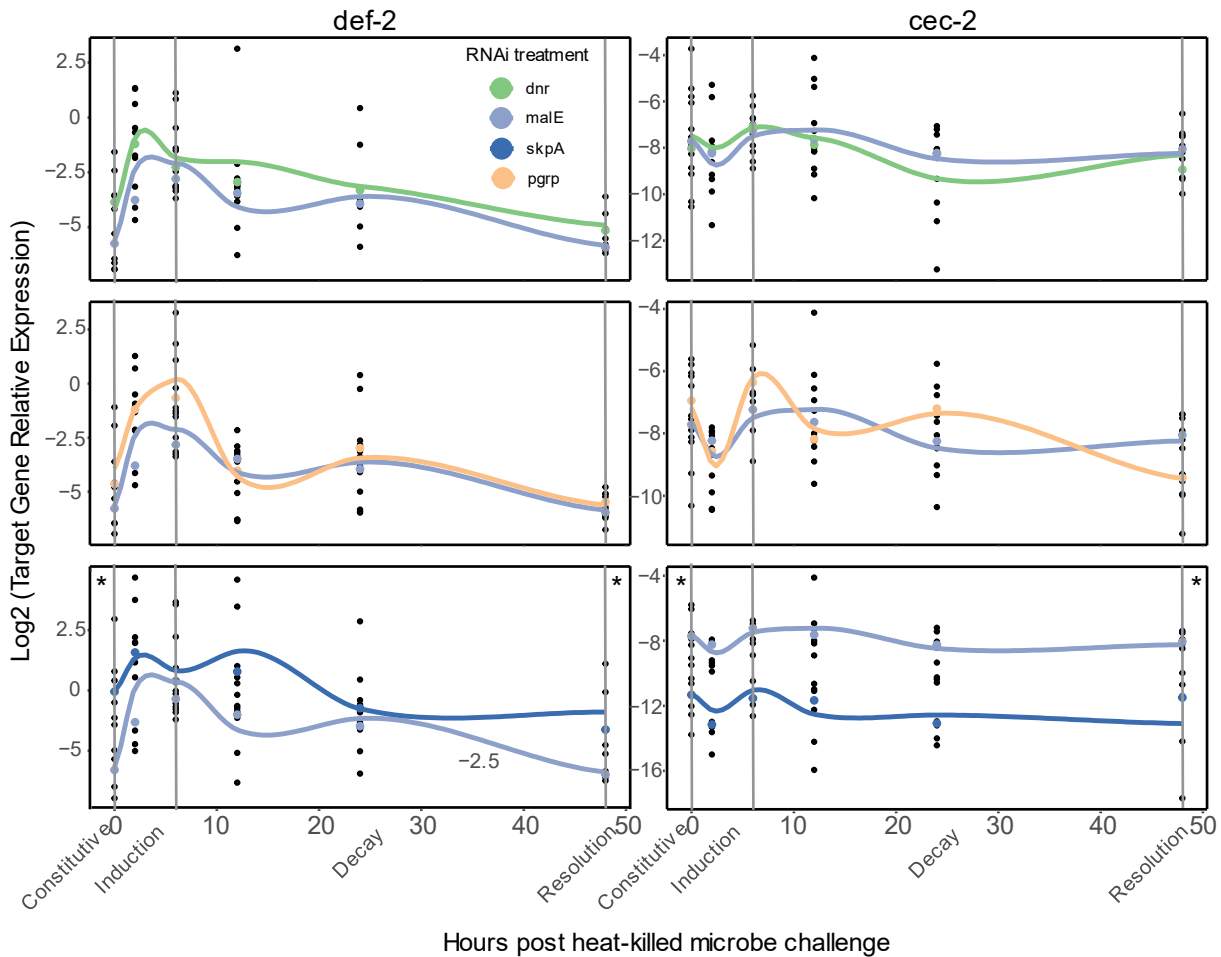 def-2
cec-2
Log2 (Target Gene Relative Expression)
RNAi treatment
dnr
malE
skpA
pgrp
2.5
0
−2.5
−5
−4
−6
−8
−10
−12
2.5
0
−2.5
−5
−4
−6
−8
−10
*
*
2.5
0
−5
−2.5
*
*
−4
−8
−12
−16
0
10
20
30
40
50
0
10
20
30
40
50
Constitutive
Induction
Decay
Resolution
Constitutive
Induction
Decay
Resolution
Hours post heat-killed microbe challenge